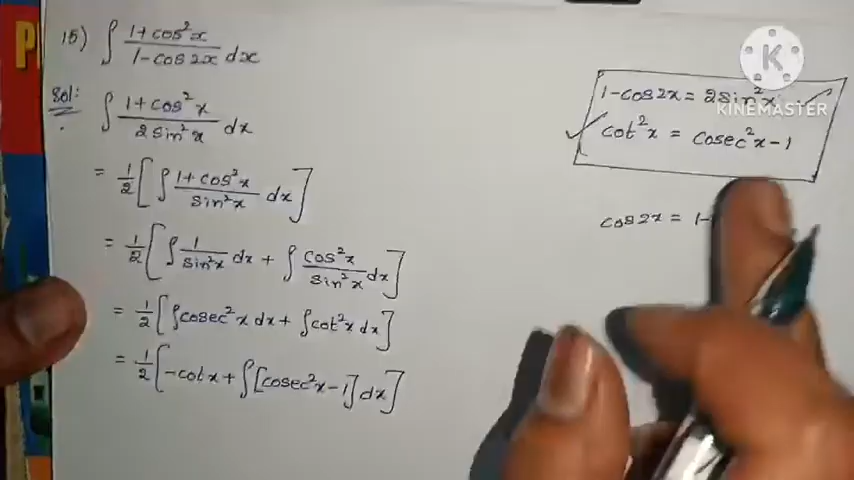 15) ∫ (1+cos²x)/(1-cos2x) dx
Sol:
∫ (1+cos²x)/(2sin²x) dx
= 1/2 [ ∫ (1+cos²x)/(sin²x) dx ]
= 1/2 [ ∫ 1/(sin²x) dx + ∫ (cos²x)/(sin²x) dx ]
= 1/2 [ ∫cosec²x dx + ∫cot²x dx ]
= 1/2 [ -cotx + ∫[cosec²x-1] dx ]
1-cos2x = 2sin²x ✓
✓ cot²x = cosec²x-1
cos2x = 1-
K
KINEMASTER